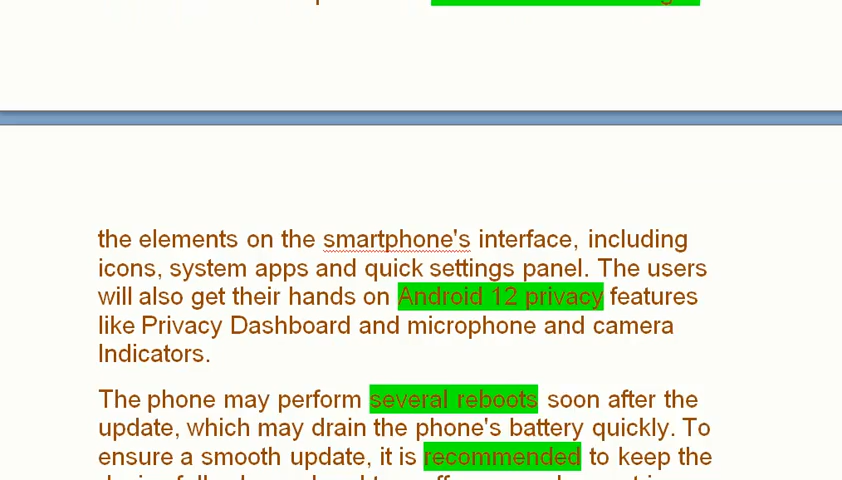 the elements on the smartphone's interface, including
icons, system apps and quick settings panel. The users
will also get their hands on Android 12 privacy features
like Privacy Dashboard and microphone and camera
Indicators.
The phone may perform several reboots soon after the
update, which may drain the phone's battery quickly. To
ensure a smooth update, it is recommended to keep the